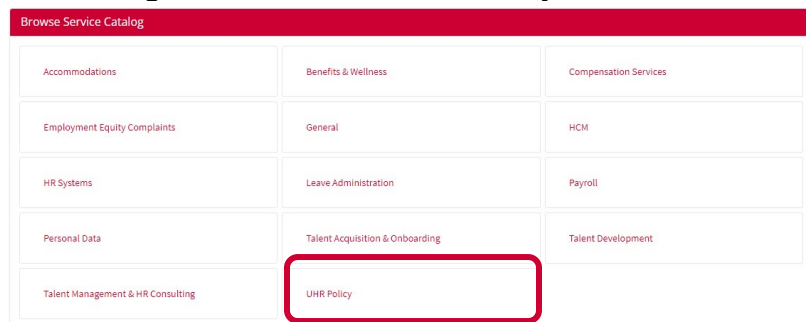 Browse Service Catalog
Accommodations
Benefits & Wellness
Compensation Services
Employment Equity Complaints
General
HCM
HR Systems
Leave Administration
Payroll
Personal Data
Talent Acquisition & Onboarding
Talent Development
Talent Management & HR Consulting
UHR Policy